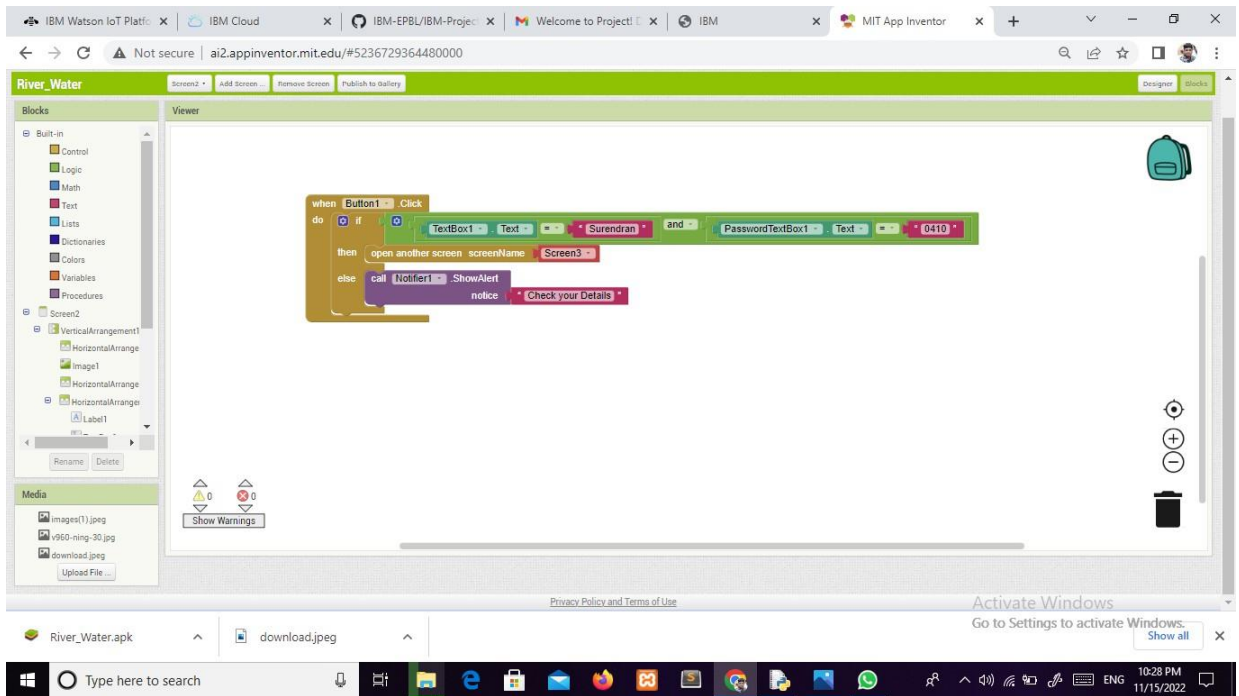 IBM Watson IoT Platfo
IBM Cloud
IBM-EPBL/IBM-Projec
Welcome to Project!
IBM
MIT App Inventor
Not secure | ai2.appinventor.mit.edu/#5236729364480000
River_Water
Screen2
Add Screen ...
Remove Screen
Publish to Gallery
Designer
Blocks
Blocks
Viewer
Built-in
Control
Logic
Math
Text
Lists
Dictionaries
Colors
Variables
Procedures
Screen2
VerticalArrangement1
HorizontalArrange
Image1
HorizontalArrange
HorizontalArranger
Label1
Rename
Delete
Media
images(1).jpeg
v960-ning-30.jpg
download.jpeg
Upload File ...
when Button1 .Click
do if TextBox1 . Text = " Surendran " and PasswordTextBox1 . Text = " 0410 "
then open another screen screenName Screen3
else call Notifier1 .ShowAlert
notice " Check your Details "
0 0
Show Warnings
Privacy Policy and Terms of Use
Activate Windows
Go to Settings to activate Windows.
River_Water.apk
download.jpeg
Show all
Type here to search
ENG
10:28 PM
11/15/2022